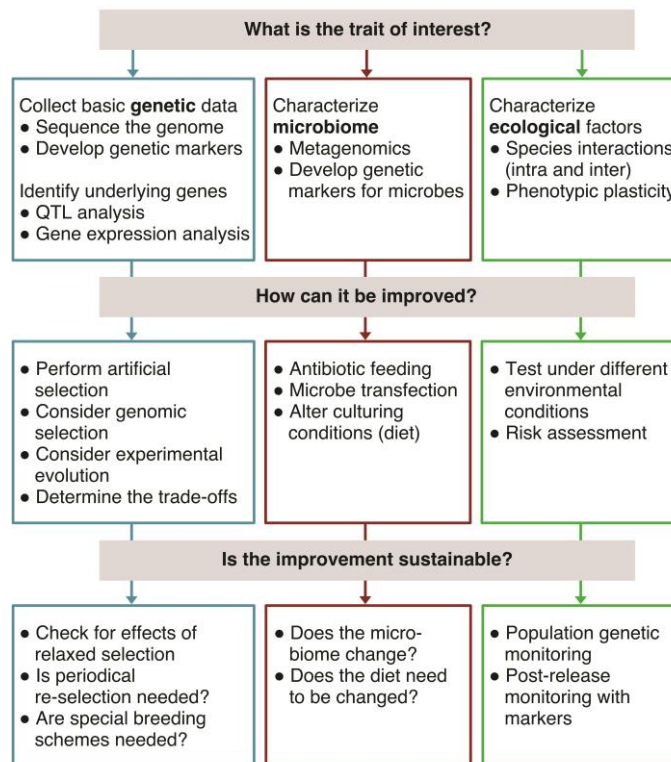 What is the trait of interest?
Collect basic genetic data
● Sequence the genome
● Develop genetic markers
Identify underlying genes
● QTL analysis
● Gene expression analysis
Characterize
microbiome
● Metagenomics
● Develop genetic
markers for microbes
Characterize
ecological factors
● Species interactions
(intra and inter)
● Phenotypic plasticity
How can it be improved?
● Perform artificial
selection
● Consider genomic
selection
● Consider experimental
evolution
● Determine the trade-offs
● Antibiotic feeding
● Microbe transfection
● Alter culturing
conditions (diet)
● Test under different
environmental
conditions
● Risk assessment
Is the improvement sustainable?
● Check for effects of
relaxed selection
● Is periodical
re-selection needed?
● Are special breeding
schemes needed?
● Does the micro-
biome change?
● Does the diet need
to be changed?
● Population genetic
monitoring
● Post-release
monitoring with
markers